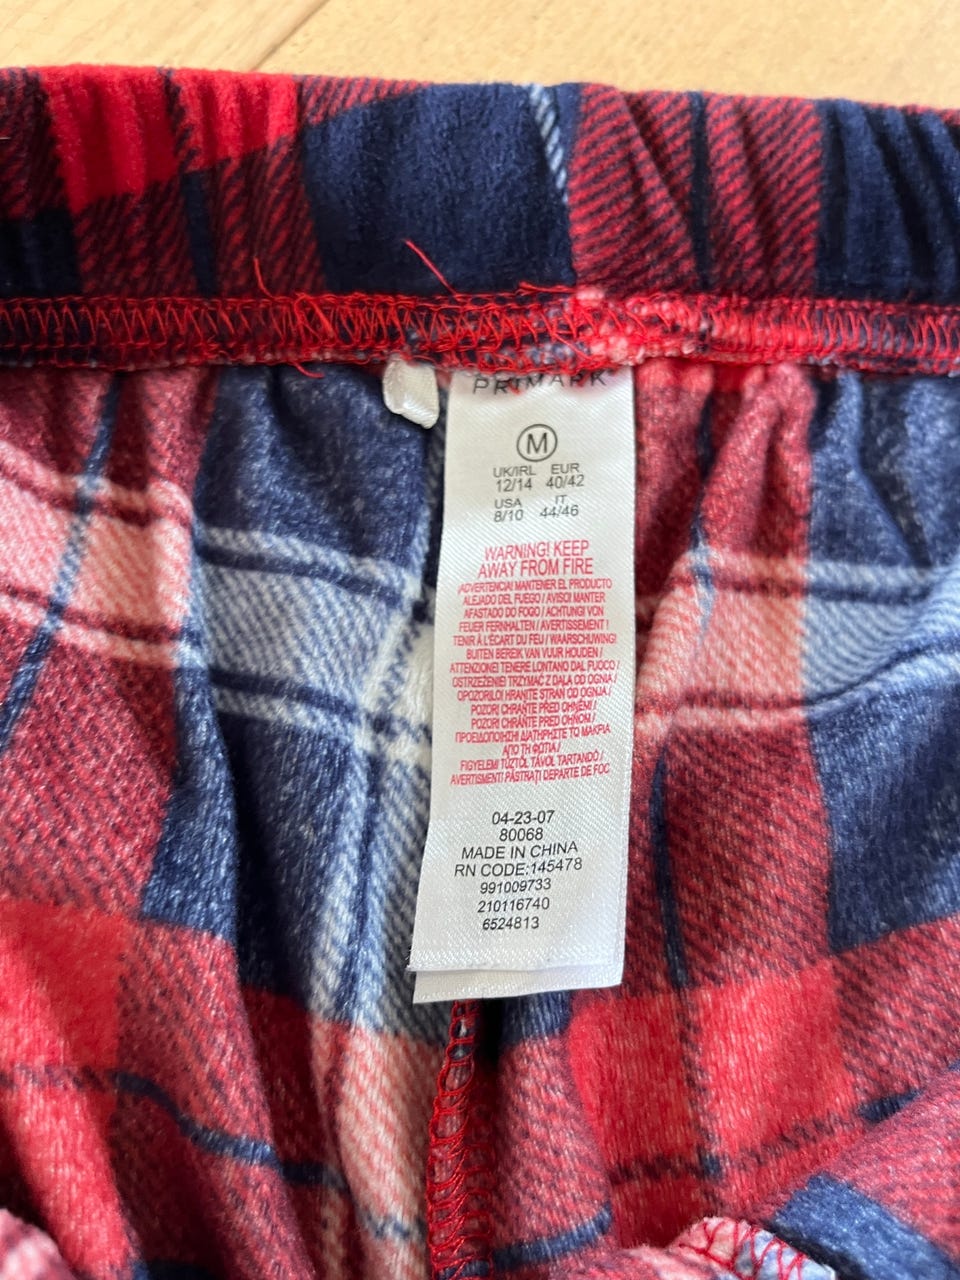 PRIMARK
M
UK/IRL EUR
12/14 40/42
USA IT
8/10 44/46
WARNING! KEEP
AWAY FROM FIRE
¡ADVERTENCIA! MANTENER EL PRODUCTO
ALEJADO DEL FUEGO / AVISO! MANTER
AFASTADO DO FOGO / ACHTUNG! VON
FEUER FERNHALTEN / AVERTISSEMENT !
TENIR À L'ÉCART DU FEU / WAARSCHUWING!
BUITEN BEREIK VAN VUUR HOUDEN /
ATTENZIONE! TENERE LONTANO DAL FUOCO /
OSTRZEŻENIE! TRZYMAĆ Z DALA OD OGNIA /
OPOZORILO! HRANITE STRAN OD OGNJA /
POZOR! CHRAŇTE PŘED OHNĚM! /
POZOR! CHRÁŇTE PRED OHŇOM! /
ΠΡΟΕΙΔΟΠΟΙΗΣΗ! ΔΙΑΤΗΡΗΣΤΕ ΤΟ ΜΑΚΡΙΑ
ΑΠΟ ΤΗ ΦΩΤΙΑ /
FIGYELEM! TŰZTŐL TÁVOL TARTANDÓ /
AVERTISMENT! PĂSTRAȚI DEPARTE DE FOC
04-23-07
80068
MADE IN CHINA
RN CODE:145478
991009733
210116740
6524813